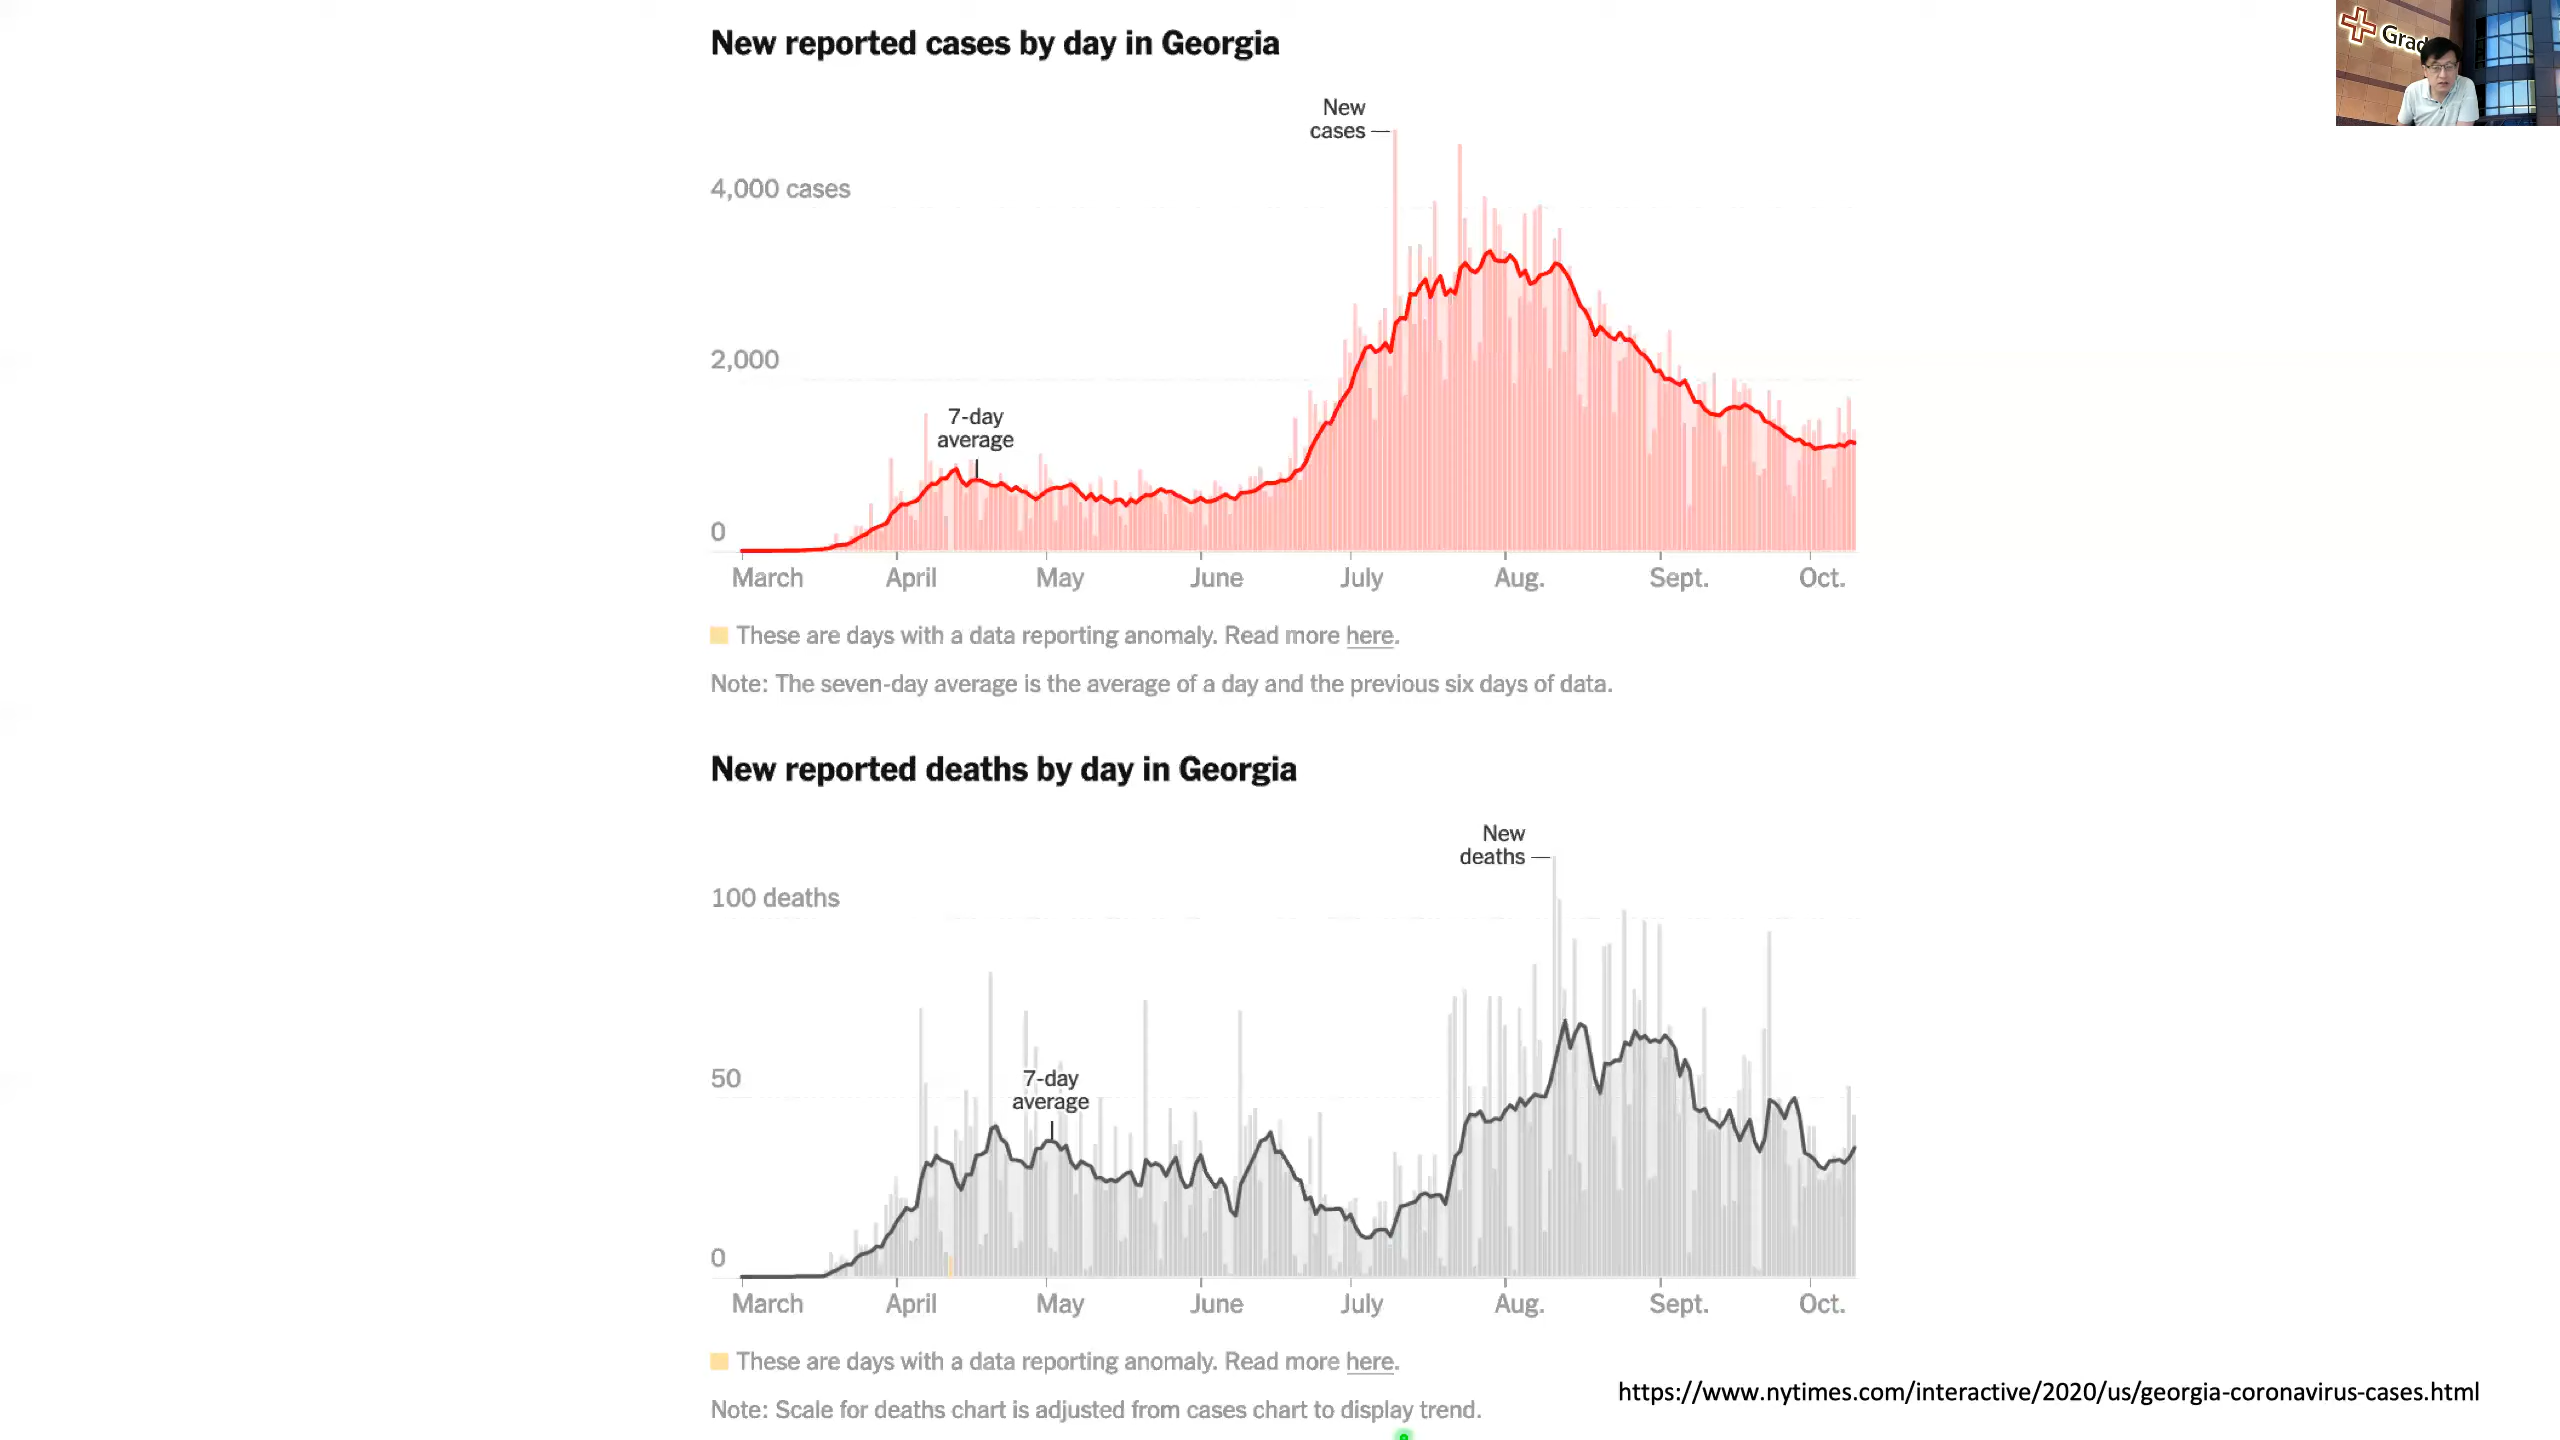 New reported cases by day in Georgia
New
cases
4,000 cases
2,000
7-day
average
0
March April May June July Aug. Sept. Oct.
These are days with a data reporting anomaly. Read more here.
Note: The seven-day average is the average of a day and the previous six days of data.
New reported deaths by day in Georgia
New
deaths
100 deaths
50
7-day
average
0
March April May June July Aug. Sept. Oct.
These are days with a data reporting anomaly. Read more here.
https://www.nytimes.com/interactive/2020/us/georgia-coronavirus-cases.html
Note: Scale for deaths chart is adjusted from cases chart to display trend.